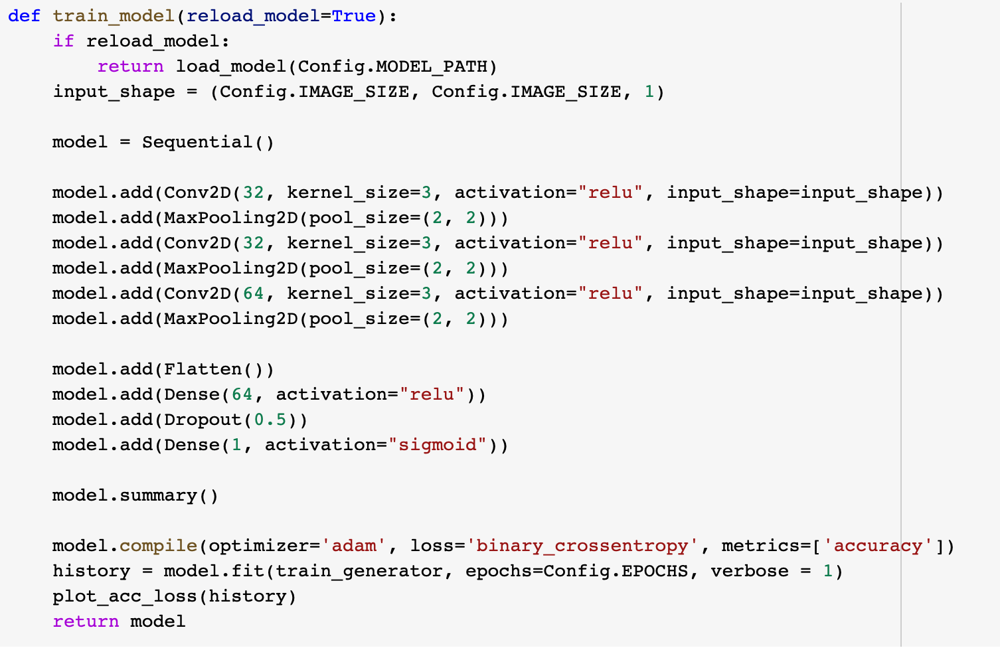 def train_model(reload_model=True):
    if reload_model:
        return load_model(Config.MODEL_PATH)
    input_shape = (Config.IMAGE_SIZE, Config.IMAGE_SIZE, 1)

    model = Sequential()

    model.add(Conv2D(32, kernel_size=3, activation="relu", input_shape=input_shape))
    model.add(MaxPooling2D(pool_size=(2, 2)))
    model.add(Conv2D(32, kernel_size=3, activation="relu", input_shape=input_shape))
    model.add(MaxPooling2D(pool_size=(2, 2)))
    model.add(Conv2D(64, kernel_size=3, activation="relu", input_shape=input_shape))
    model.add(MaxPooling2D(pool_size=(2, 2)))

    model.add(Flatten())
    model.add(Dense(64, activation="relu"))
    model.add(Dropout(0.5))
    model.add(Dense(1, activation="sigmoid"))

    model.summary()

    model.compile(optimizer='adam', loss='binary_crossentropy', metrics=['accuracy'])
    history = model.fit(train_generator, epochs=Config.EPOCHS, verbose = 1)
    plot_acc_loss(history)
    return model